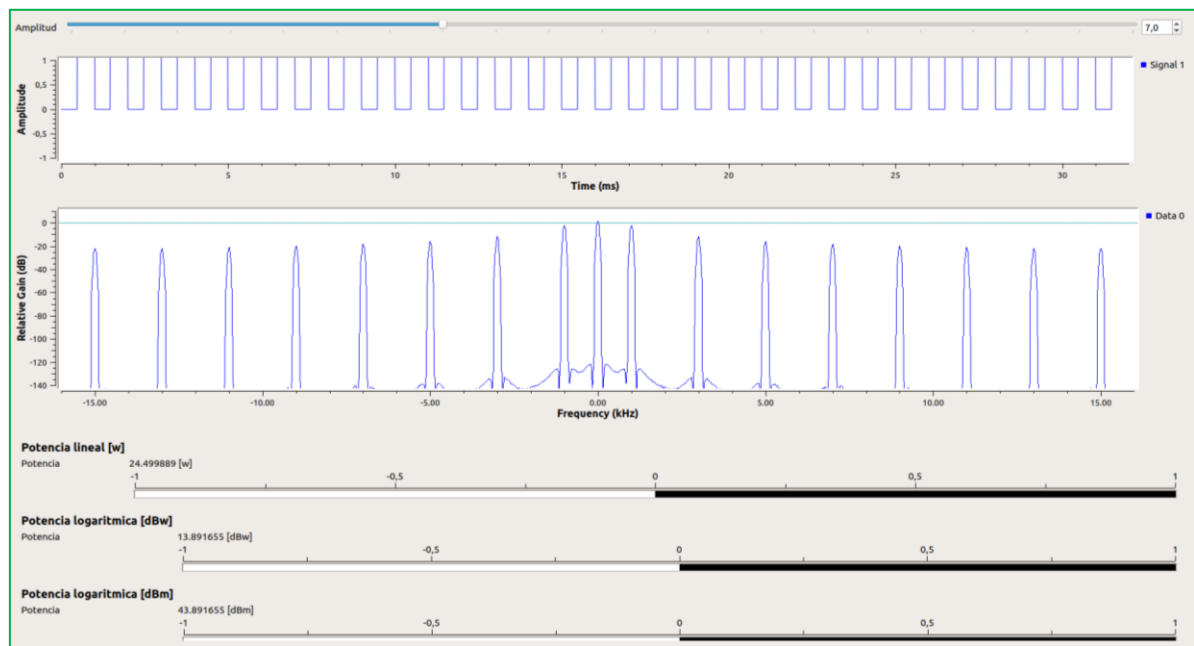 Amplitud 7,0
Signal 1
1
0,5
0
-0,5
-1
Amplitude
0 5 10 15 20 25 30
Time (ms)
Data 0
0
-20
-40
-60
-80
-100
-120
-140
Relative Gain (dB)
-15.00 -10.00 -5.00 0.00 5.00 10.00 15.00
Frequency (kHz)
Potencia lineal [w]
Potencia 24.499889 [w]
-1 -0,5 0 0,5 1
Potencia logaritmica [dBw]
Potencia 13.891655 [dBw]
-1 -0,5 0 0,5 1
Potencia logaritmica [dBm]
Potencia 43.891655 [dBm]
-1 -0,5 0 0,5 1